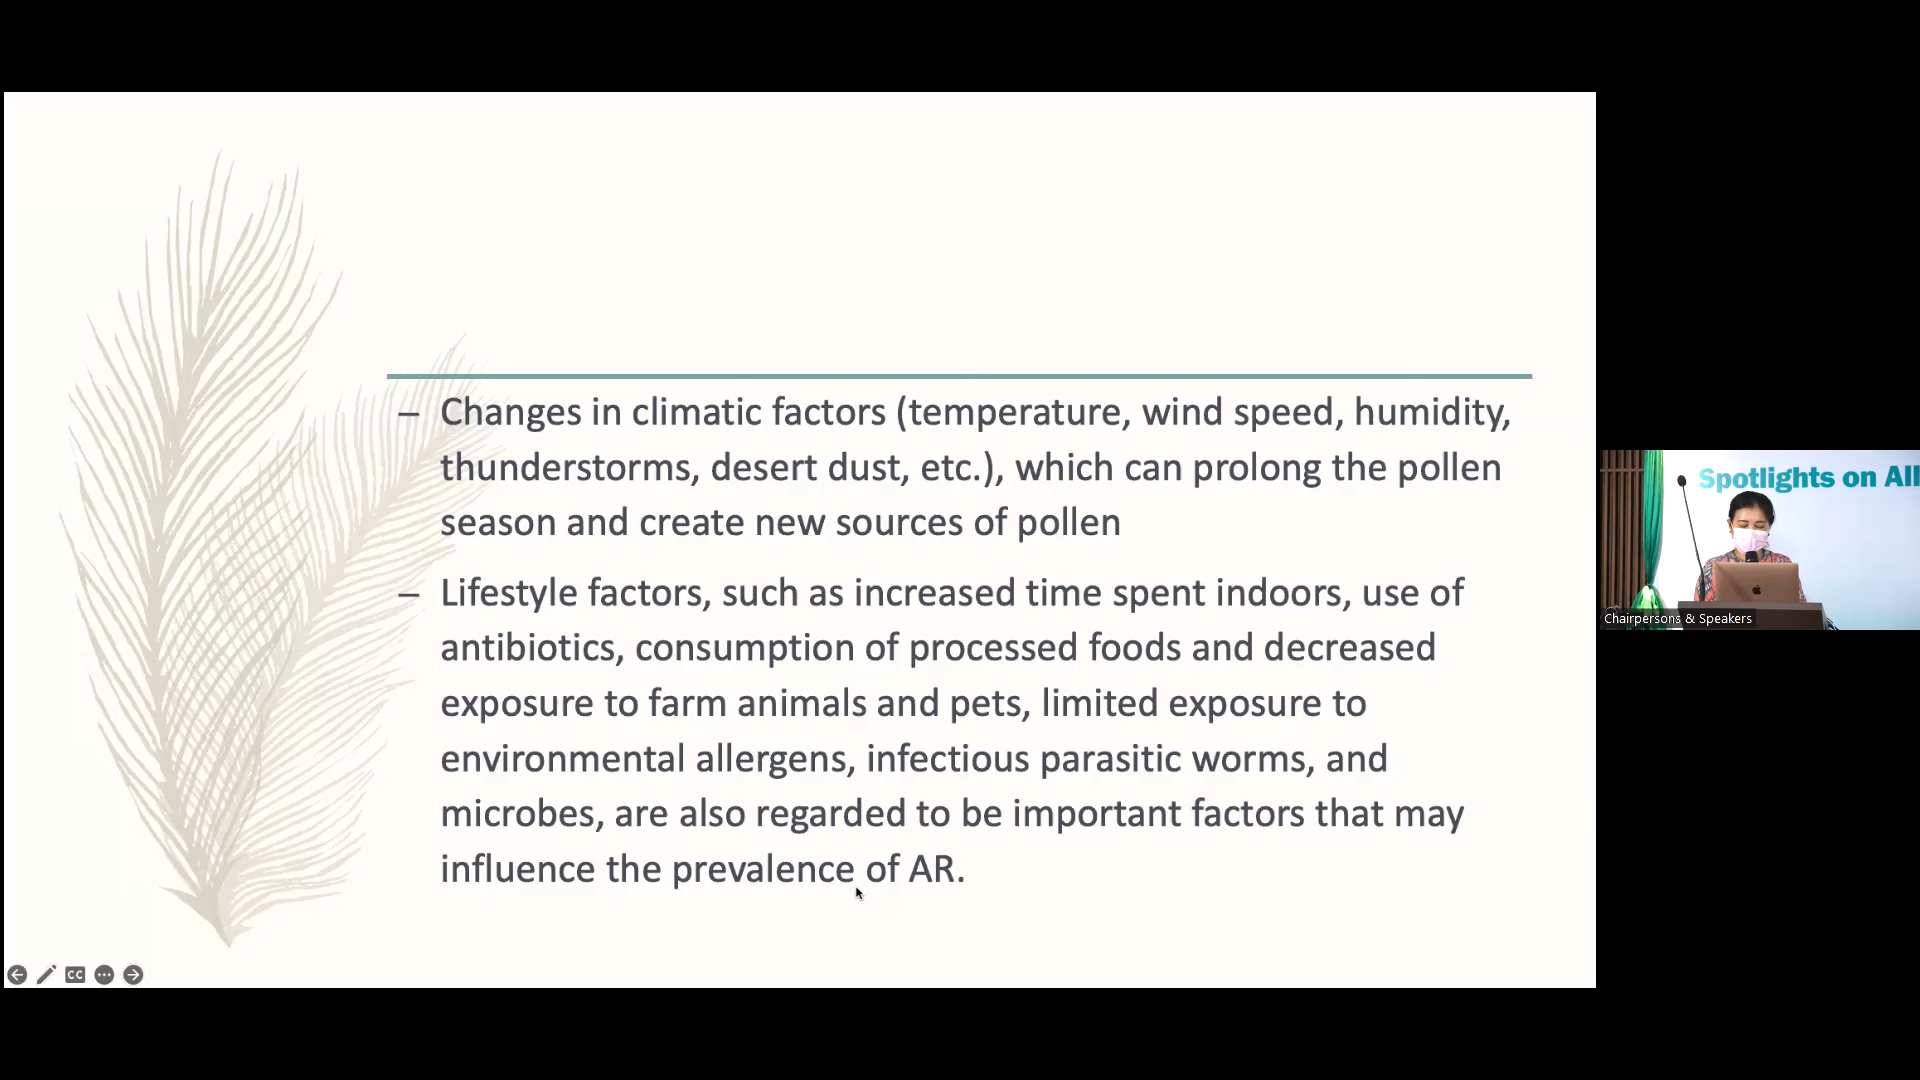 – Changes in climatic factors (temperature, wind speed, humidity,
thunderstorms, desert dust, etc.), which can prolong the pollen
season and create new sources of pollen
– Lifestyle factors, such as increased time spent indoors, use of
antibiotics, consumption of processed foods and decreased
exposure to farm animals and pets, limited exposure to
environmental allergens, infectious parasitic worms, and
microbes, are also regarded to be important factors that may
influence the prevalence of AR.
CC
Spotlights on All
Chairpersons & Speakers